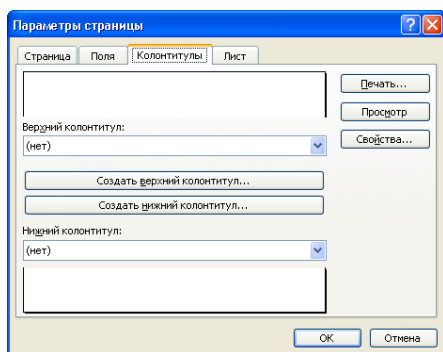 Параметры страницы
Страница Поля Колонтитулы Лист
Печать...
Просмотр
Верхний колонтитул:
(нет)
Свойства...
Создать верхний колонтитул...
Создать нижний колонтитул...
Нижний колонтитул:
(нет)
OK Отмена